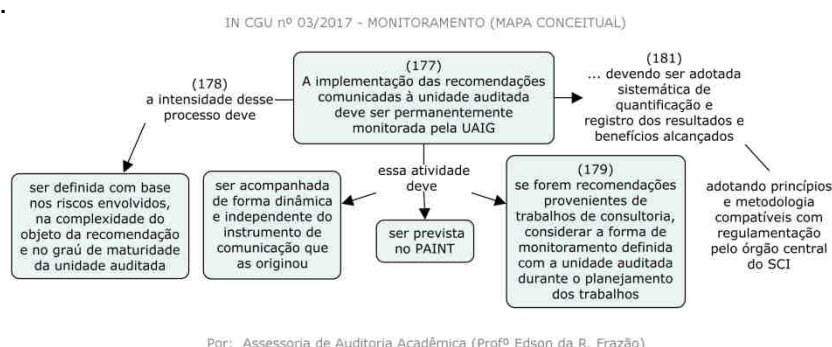 .
IN CGU nº 03/2017 - MONITORAMENTO (MAPA CONCEITUAL)
(178)
a intensidade desse
processo deve
(177)
A implementação das recomendações
comunicadas à unidade auditada
deve ser permanentemente
monitorada pela UAIG
(181)
... devendo ser adotada
sistemática de
quantificação e
registro dos resultados e
benefícios alcançados
essa atividade
deve
ser definida com base
nos riscos envolvidos,
na complexidade do
objeto da recomendação
e no graú de maturidade
da unidade auditada
ser acompanhada
de forma dinâmica
e independente do
instrumento de
comunicação que
as originou
ser prevista
no PAINT
(179)
se forem recomendações
provenientes de
trabalhos de consultoria,
considerar a forma de
monitoramento definida
com a unidade auditada
durante o planejamento
dos trabalhos
adotando princípios
e metodologia
compatíveis com
regulamentação
pelo órgão central
do SCI
Por: Assessoria de Auditoria Acadêmica (Profº Edson da R. Frazão)